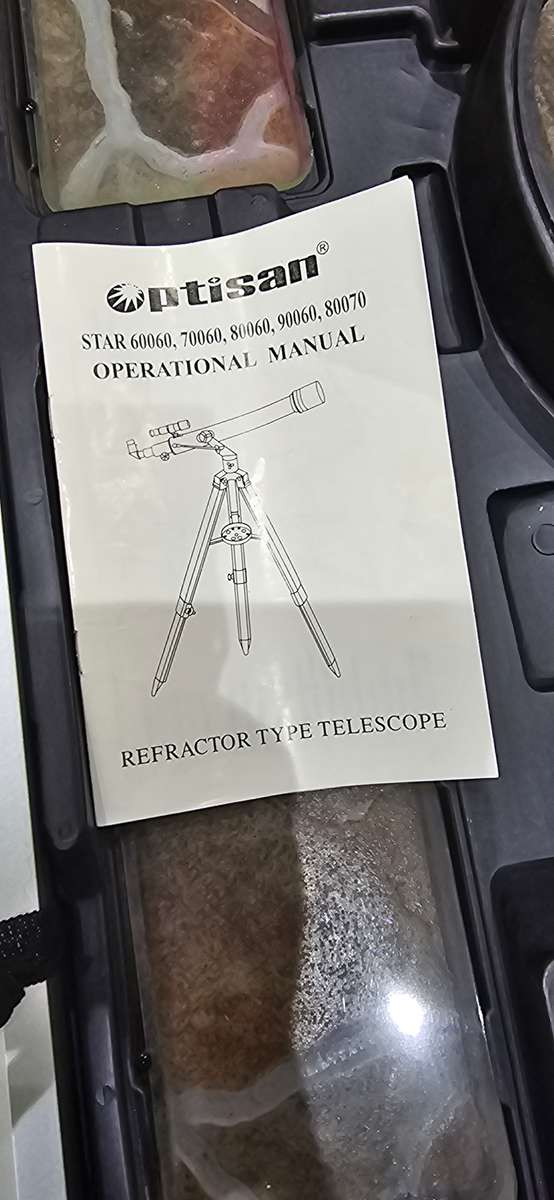 Optisan®
STAR 60060, 70060, 80060, 90060, 80070
OPERATIONAL MANUAL
REFRACTOR TYPE TELESCOPE